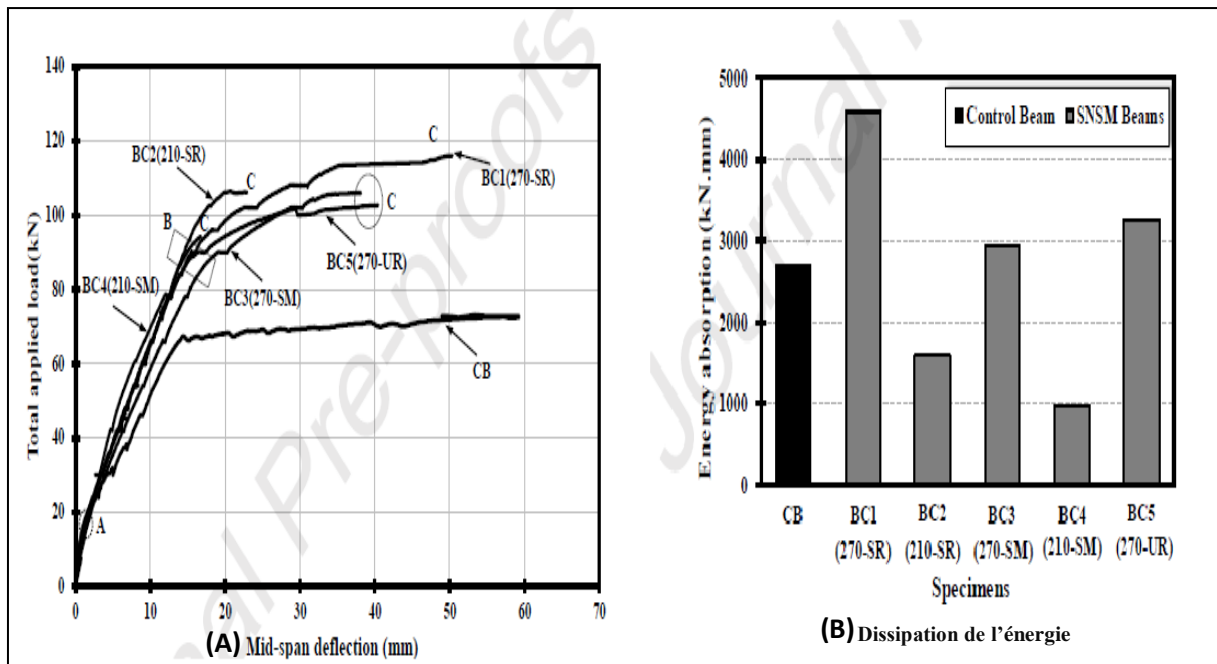 Total applied load(kN)
140
120
100
80
60
40
20
0
0 10 20 30 40 50 60 70
BC2(210-SR)
C
C
BC1(270-SR)
B
C
C
BC4(210-SM)
BC5(270-UR)
BC3(270-SM)
CB
A
(A) Mid-span deflection (mm)
Journal Pre-proofs
Energy absorption (kN.mm)
5000
4000
3000
2000
1000
0
Control Beam SNSM Beams
CB BC1 BC2 BC3 BC4 BC5
(270-SR) (210-SR) (270-SM) (210-SM) (270-UR)
Specimens
(B) Dissipation de l’énergie